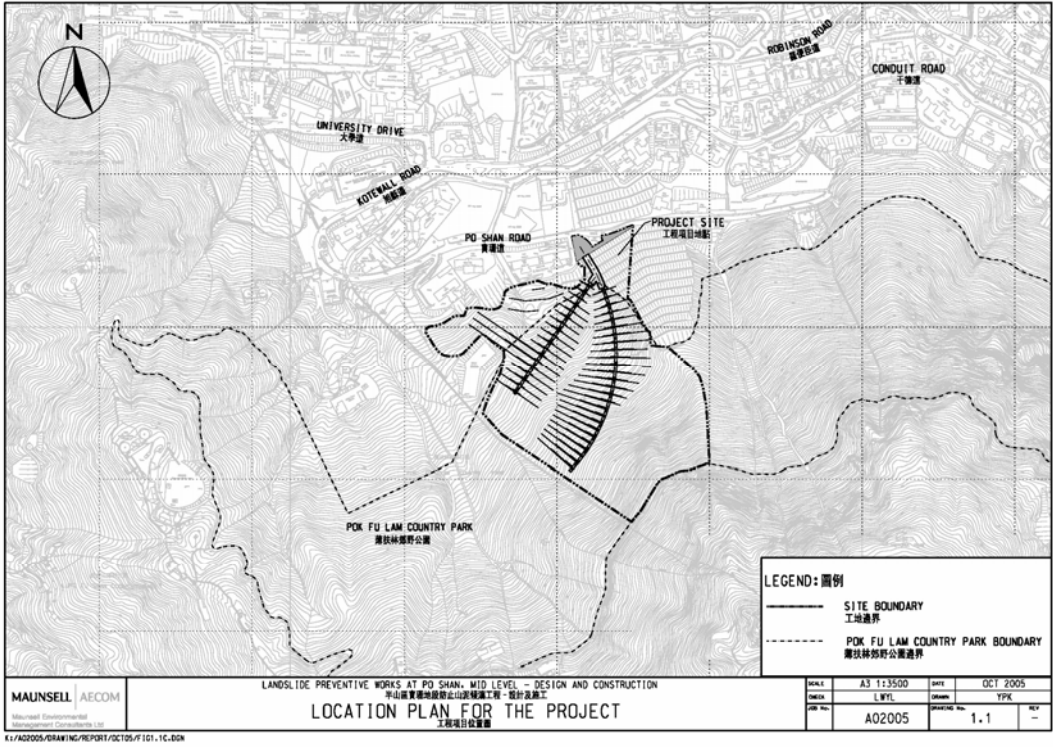 N
ROBINSON ROAD
羅便臣道
CONDUIT ROAD
干德道
UNIVERSITY DRIVE
大學道
KOTEWALL ROAD
旭龢道
PO SHAN ROAD
寶珊道
PROJECT SITE
工程項目地點
POK FU LAM COUNTRY PARK
薄扶林郊野公園
LEGEND:圖例
SITE BOUNDARY
工地邊界
POK FU LAM COUNTRY PARK BOUNDARY
薄扶林郊野公園邊界
MAUNSELL AECOM
Maunsell Environmental
Management Consultants Ltd
LANDSLIDE PREVENTIVE WORKS AT PO SHAN, MID LEVEL - DESIGN AND CONSTRUCTION
半山區寶珊地段防止山泥傾瀉工程 - 設計及施工
LOCATION PLAN FOR THE PROJECT
工程項目位置圖
SCALE A3 1:3500 DATE OCT 2005
CHECK LWYL DRAWN YPK
JOB No. A02005 DRAWING No. 1.1 REV -
K:/A02005/DRAWING/REPORT/OCT05/FIG1.1C.DGN